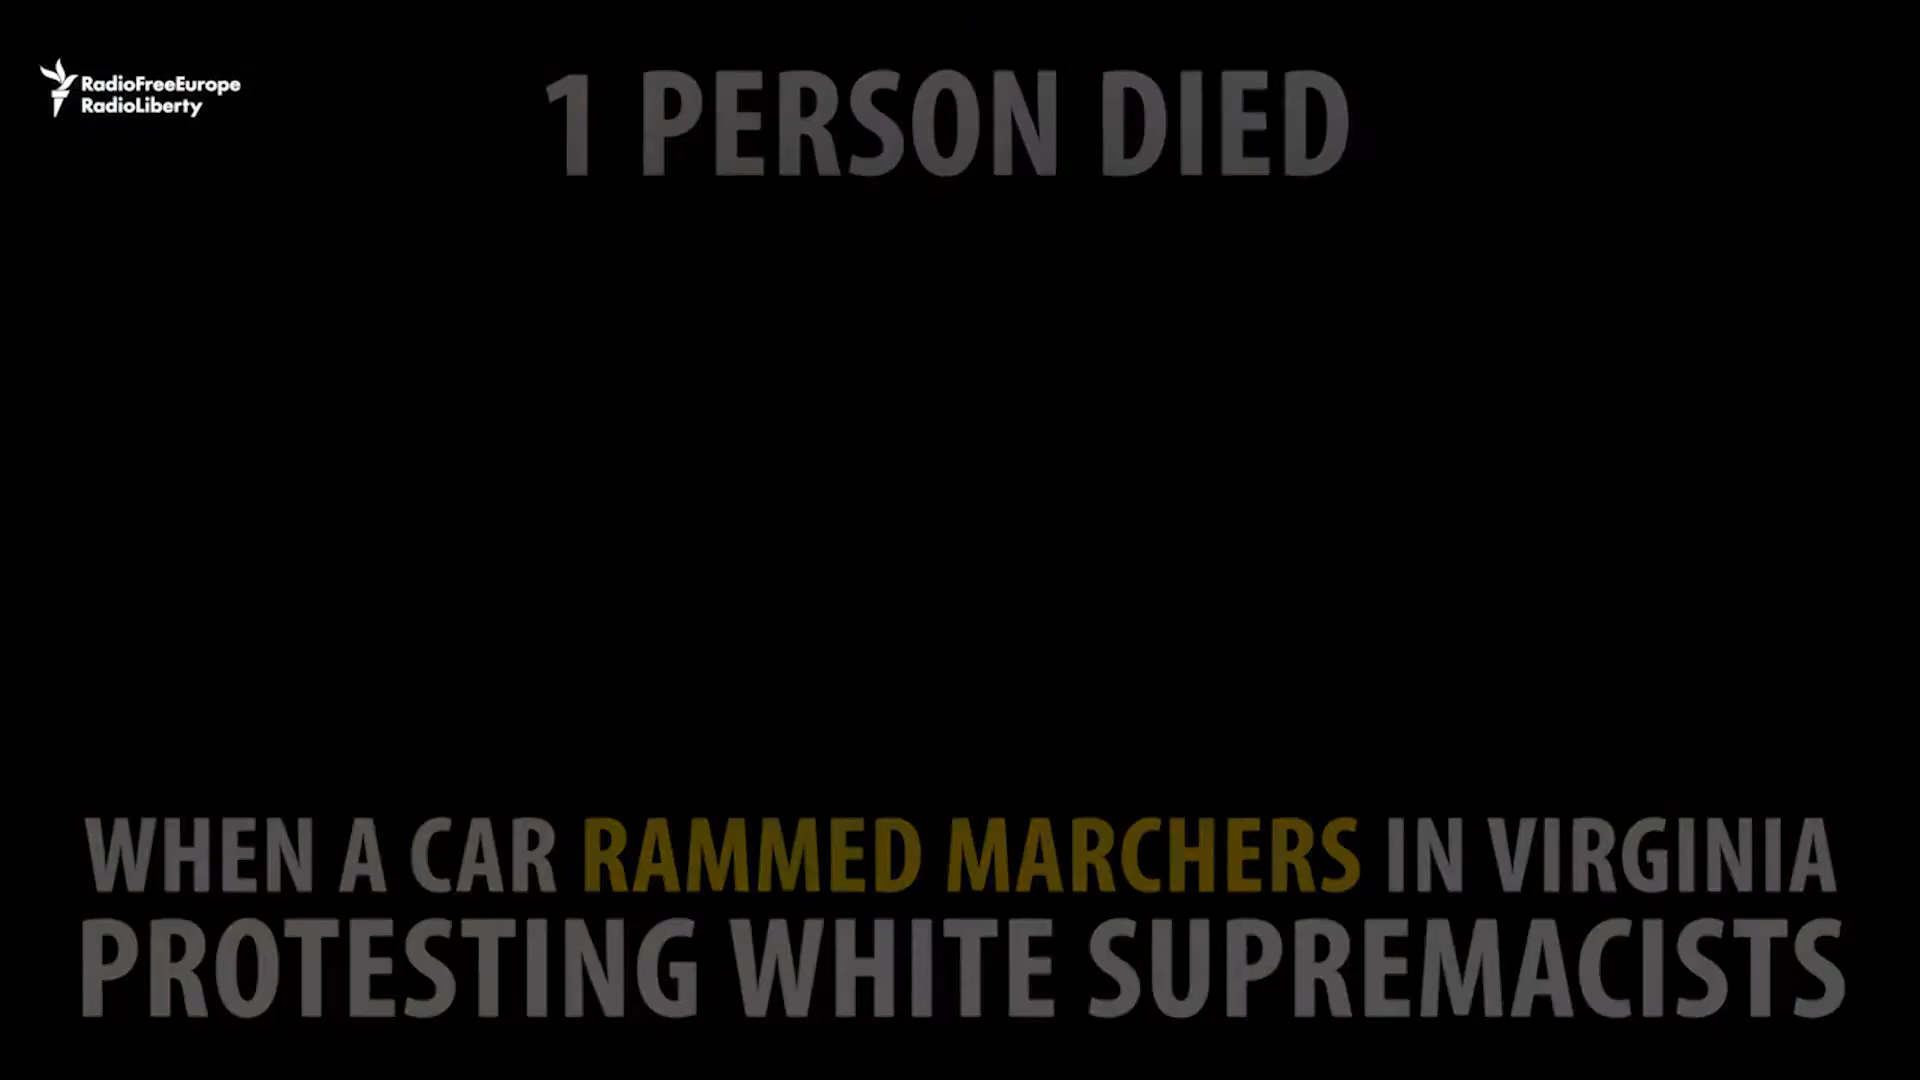 RadioFreeEurope
RadioLiberty
1 PERSON DIED
WHEN A CAR RAMMED MARCHERS IN VIRGINIA
PROTESTING WHITE SUPREMACISTS